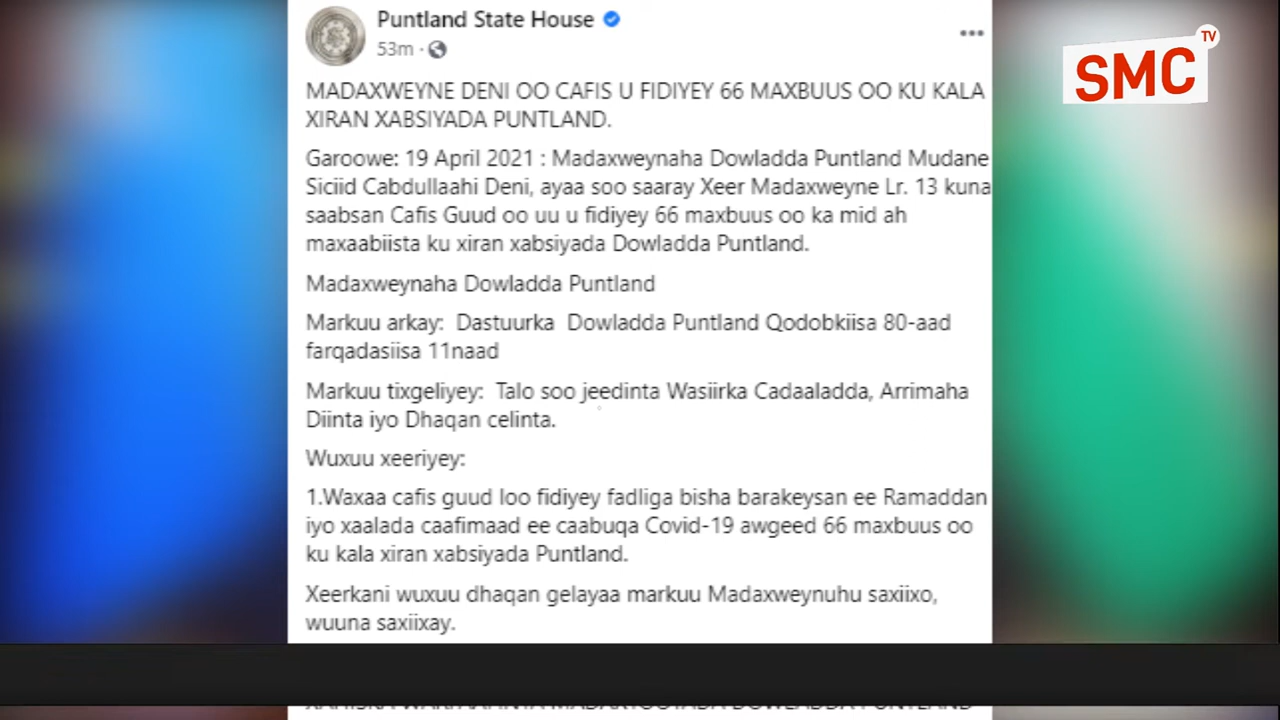 Puntland State House
53m
SMC TV
MADAXWEYNE DENI OO CAFIS U FIDIYEY 66 MAXBUUS OO KU KALA
XIRAN XABSIYADA PUNTLAND.
Garoowe: 19 April 2021 : Madaxweynaha Dowladda Puntland Mudane
Siciid Cabdullaahi Deni, ayaa soo saaray Xeer Madaxweyne Lr. 13 kuna
saabsan Cafis Guud oo uu u fidiyey 66 maxbuus oo ka mid ah
maxaabiista ku xiran xabsiyada Dowladda Puntland.
Madaxweynaha Dowladda Puntland
Markuu arkay: Dastuurka Dowladda Puntland Qodobkiisa 80-aad
farqadasiisa 11naad
Markuu tixgeliyey: Talo soo jeedinta Wasiirka Cadaaladda, Arrimaha
Diinta iyo Dhaqan celinta.
Wuxuu xeeriyey:
1.Waxaa cafis guud loo fidiyey fadliga bisha barakeysan ee Ramaddan
iyo xaalada caafimaad ee caabuqa Covid-19 awgeed 66 maxbuus oo
ku kala xiran xabsiyada Puntland.
Xeerkani wuxuu dhaqan gelayaa markuu Madaxweynuhu saxiixo,
wuuna saxiixay.